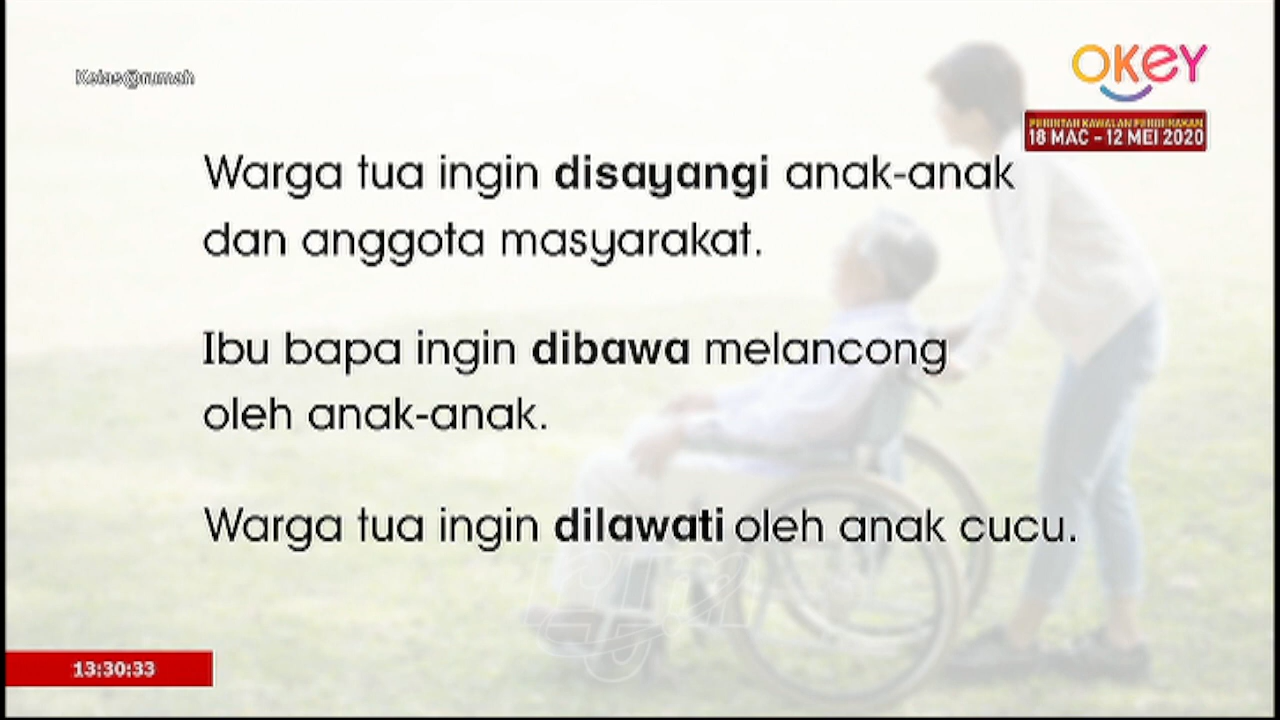 Kelas@rumah
OKEY
PERINTAH KAWALAN PERGERAKAN
18 MAC - 12 MEI 2020
Warga tua ingin disayangi anak-anak
dan anggota masyarakat.
Ibu bapa ingin dibawa melancong
oleh anak-anak.
Warga tua ingin dilawati oleh anak cucu.
13:30:33